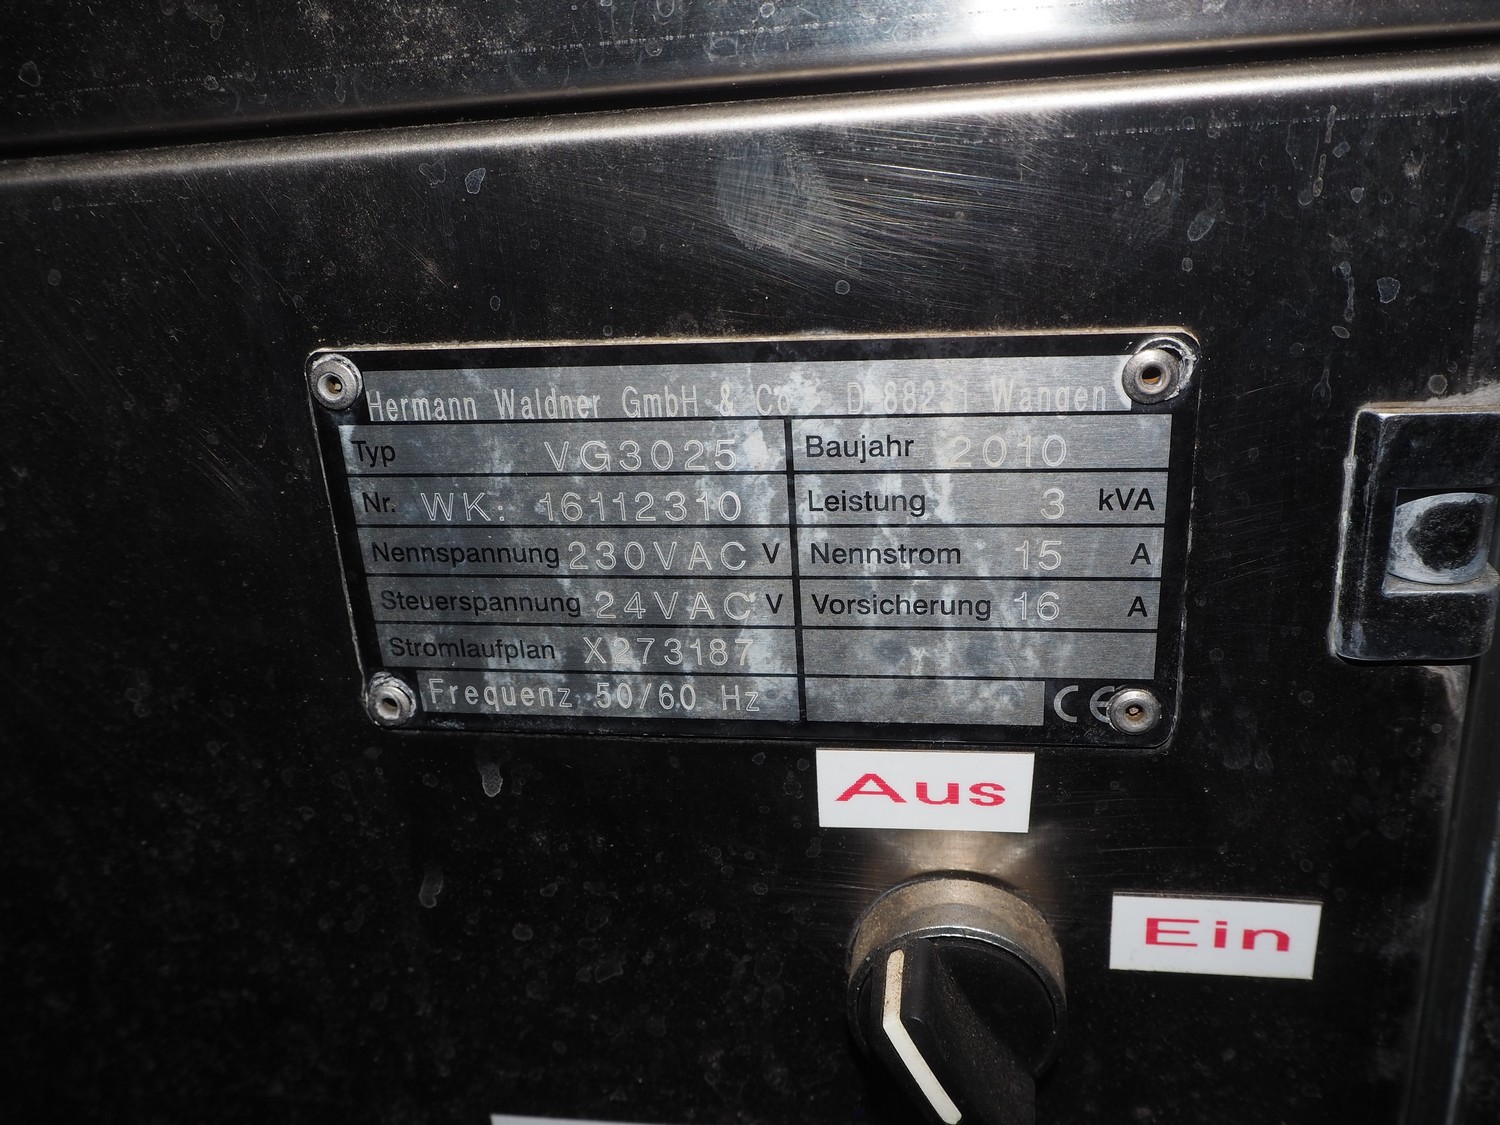 Hermann Waldner GmbH & Co D-88231 Wangen
Typ VG3025 Baujahr 2010
Nr. WK: 16112310 Leistung 3 kVA
Nennspannung 230VAC V Nennstrom 15 A
Steuerspannung 24VAC V Vorsicherung 16 A
Stromlaufplan X273187
Frequenz 50/60 Hz CE
Aus
Ein